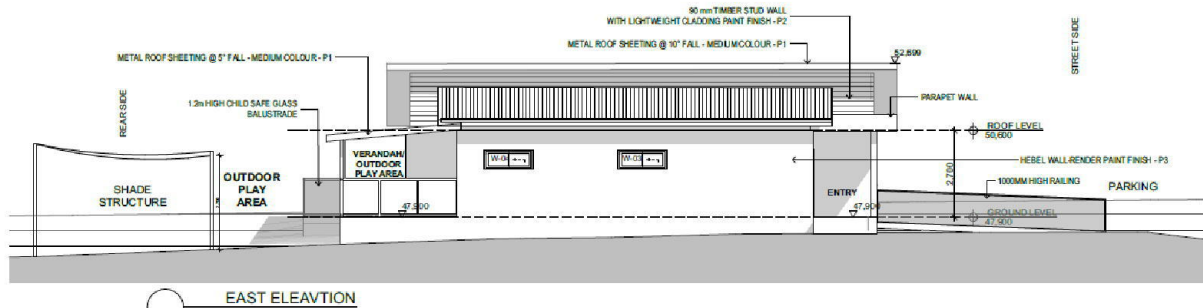 90 mm TIMBER STUD WALL
WITH LIGHTWEIGHT CLADDING PAINT FINISH - P2
METAL ROOF SHEETING @ 10° FALL - MEDIUM COLOUR - P1
METAL ROOF SHEETING @ 5° FALL - MEDIUM COLOUR - P1
52,699
STREET SIDE
1.2m HIGH CHILD SAFE GLASS
BALUSTRADE
PARAPET WALL
REAR SIDE
ROOF LEVEL
50,600
VERANDAH/
OUTDOOR
PLAY AREA
W-04
W-03
HEBEL WALL-RENDER PAINT FINISH - P3
SHADE
STRUCTURE
OUTDOOR
PLAY
AREA
ENTRY
2,700
1000MM HIGH RAILING
PARKING
47,900
47,900
GROUND LEVEL
47,900
EAST ELEAVTION